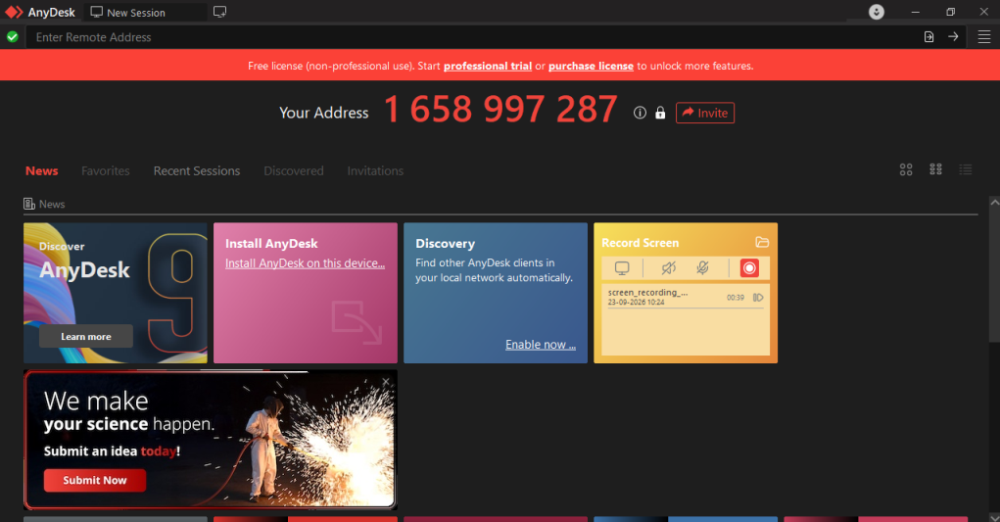 AnyDesk
New Session
Enter Remote Address
Free license (non-professional use). Start professional trial or purchase license to unlock more features.
Your Address 1 658 997 287 Invite
News Favorites Recent Sessions Discovered Invitations
News
Discover
AnyDesk
9
Learn more
Install AnyDesk
Install AnyDesk on this device...
Discovery
Find other AnyDesk clients in
your local network automatically.
Enable now ...
Record Screen
screen_recording_...
23-09-2026 10:24
00:39
We make
your science happen.
Submit an idea today!
Submit Now